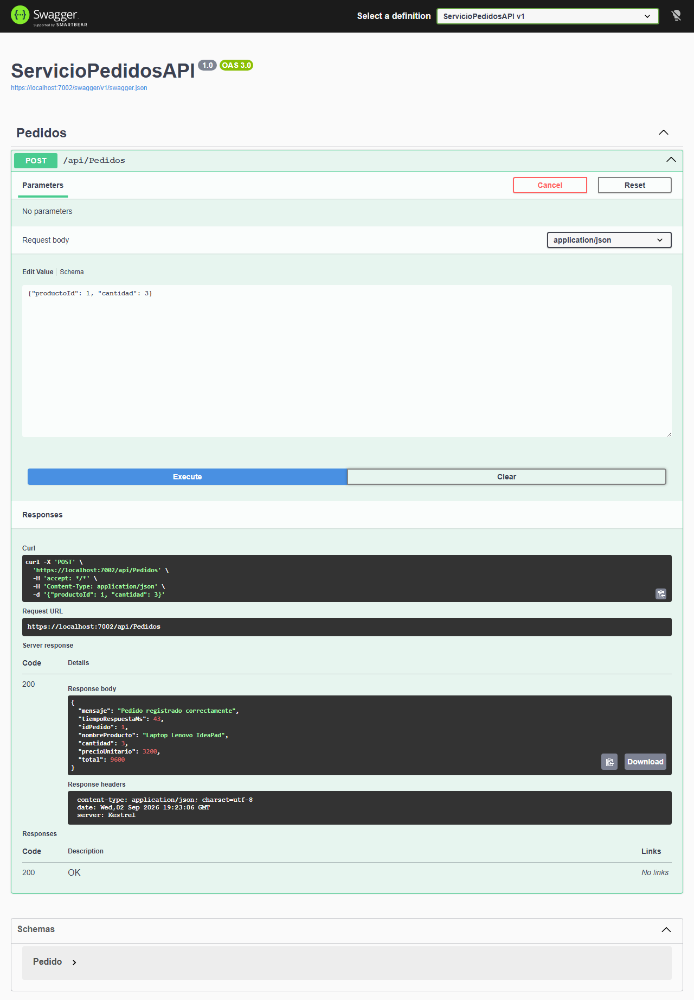 Swagger
Supported by SMARTBEAR
Select a definition
ServicioPedidosAPI v1
ServicioPedidosAPI 1.0 OAS 3.0
https://localhost:7002/swagger/v1/swagger.json
Pedidos
POST /api/Pedidos
Parameters
Cancel
Reset
No parameters
Request body
application/json
Edit Value Schema
{"productoId": 1, "cantidad": 3}
Execute
Clear
Responses
Curl
curl -X 'POST' \
'https://localhost:7002/api/Pedidos' \
-H 'accept: */*' \
-H 'Content-Type: application/json' \
-d '{"productoId": 1, "cantidad": 3}'
Request URL
https://localhost:7002/api/Pedidos
Server response
Code Details
200
Response body
{
"mensaje": "Pedido registrado correctamente",
"tiempoRespuestaMs": 43,
"idPedido": 1,
"nombreProducto": "Laptop Lenovo IdeaPad",
"cantidad": 3,
"precioUnitario": 3200,
"total": 9600
}
Download
Response headers
content-type: application/json; charset=utf-8
date: Wed,02 Sep 2026 19:23:06 GMT
server: Kestrel
Responses
Code Description Links
200 OK No links
Schemas
Pedido